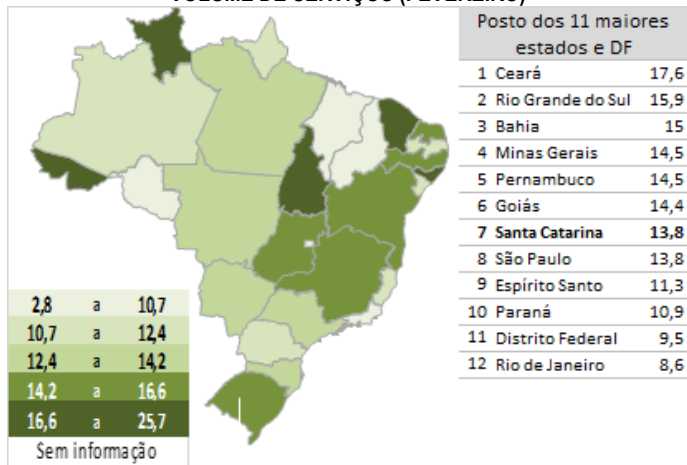 VOLUME DE SERVIÇOS (FEVEREIRO)
Posto dos 11 maiores
estados e DF
1 Ceará 17,6
2 Rio Grande do Sul 15,9
3 Bahia 15
4 Minas Gerais 14,5
5 Pernambuco 14,5
6 Goiás 14,4
7 Santa Catarina 13,8
8 São Paulo 13,8
9 Espírito Santo 11,3
10 Paraná 10,9
11 Distrito Federal 9,5
12 Rio de Janeiro 8,6
2,8 a 10,7
10,7 a 12,4
12,4 a 14,2
14,2 a 16,6
16,6 a 25,7
Sem informação